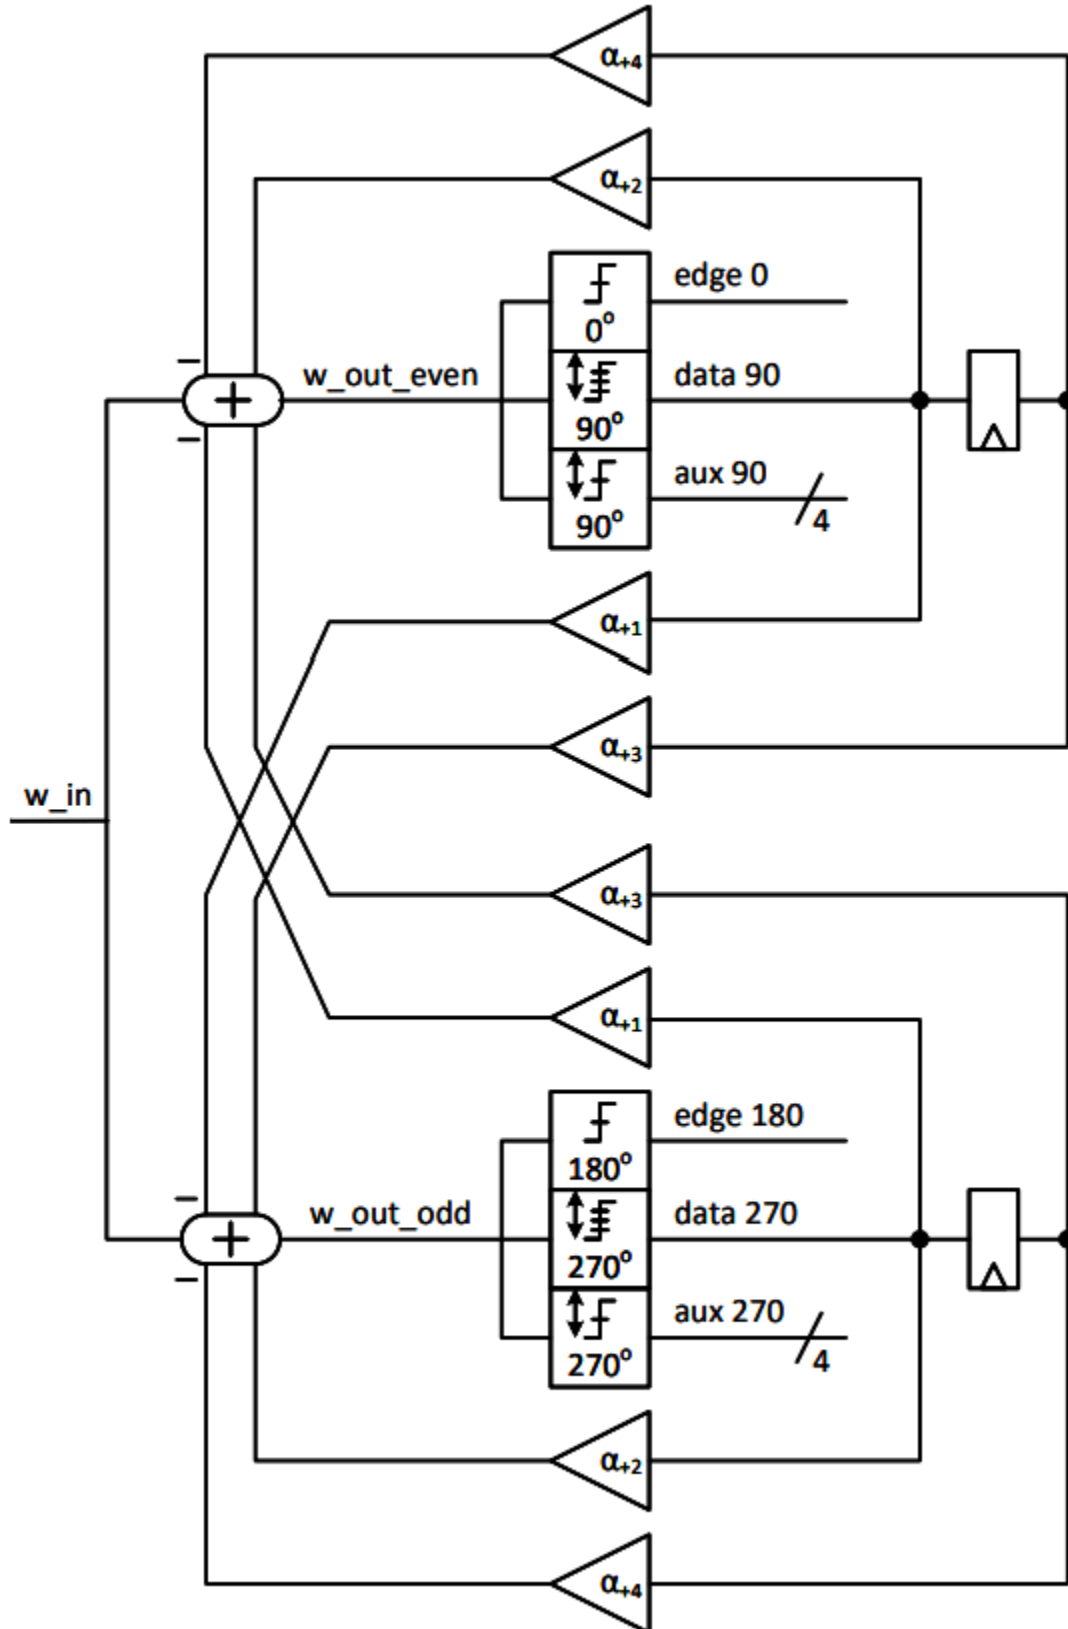 α+4
α+2
edge 0
0°
w_out_even
data 90
90°
aux 90
90°
4
α+1
α+3
w_in
α+3
α+1
edge 180
180°
w_out_odd
data 270
270°
aux 270
270°
4
α+2
α+4